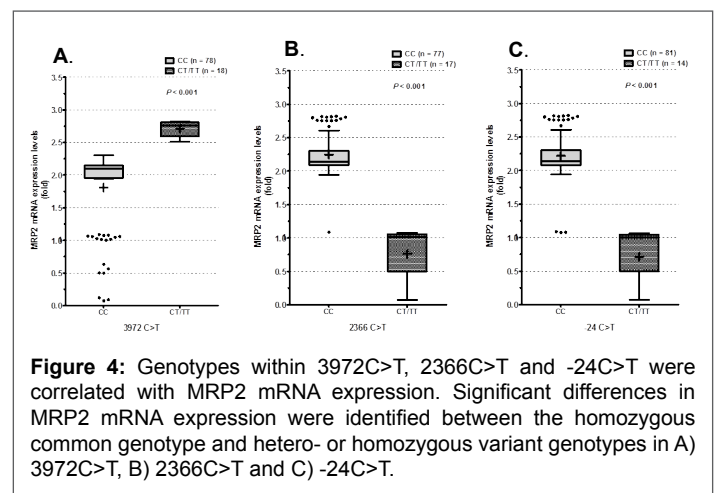 A.
CC (n = 78)
CT/TT (n = 18)
P < 0.001
MRP2 mRNA expression levels
(fold)
3.5
3.0
2.5
2.0
1.5
1.0
0.5
0.0
CC
CT/TT
3972 C>T
B.
CC (n = 77)
CT/TT (n = 17)
P < 0.001
MRP2 mRNA expression levels
(fold)
3.5
3.0
2.5
2.0
1.5
1.0
0.5
0.0
CC
CT/TT
2366 C>T
C.
CC (n = 81)
CT/TT (n = 14)
P < 0.001
MRP2 mRNA expression levels
(fold)
3.5
3.0
2.5
2.0
1.5
1.0
0.5
0.0
CC
CT/TT
-24 C>T
Figure 4: Genotypes within 3972C>T, 2366C>T and -24C>T were
correlated with MRP2 mRNA expression. Significant differences in
MRP2 mRNA expression were identified between the homozygous
common genotype and hetero- or homozygous variant genotypes in A)
3972C>T, B) 2366C>T and C) -24C>T.